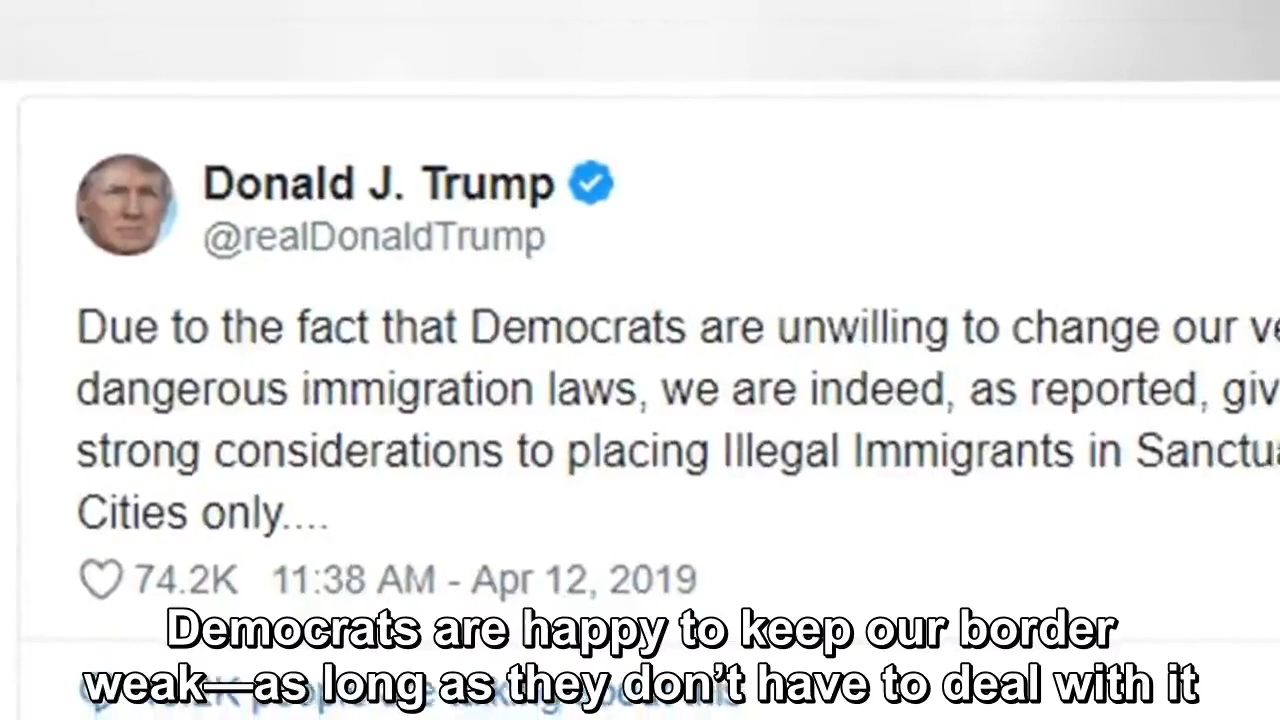 Donald J. Trump
@realDonaldTrump
Due to the fact that Democrats are unwilling to change our ve
dangerous immigration laws, we are indeed, as reported, giv
strong considerations to placing Illegal Immigrants in Sanctua
Cities only....
74.2K 11:38 AM - Apr 12, 2019
Democrats are happy to keep our border
weak—as long as they don't have to deal with it